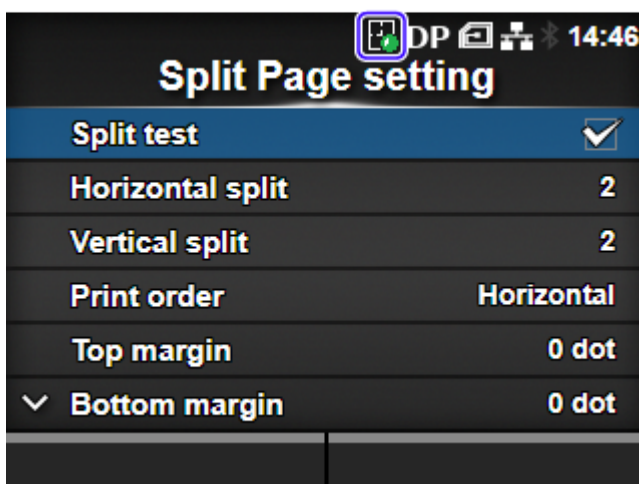 DP 14:46
Split Page setting
Split test
Horizontal split 2
Vertical split 2
Print order Horizontal
Top margin 0 dot
Bottom margin 0 dot